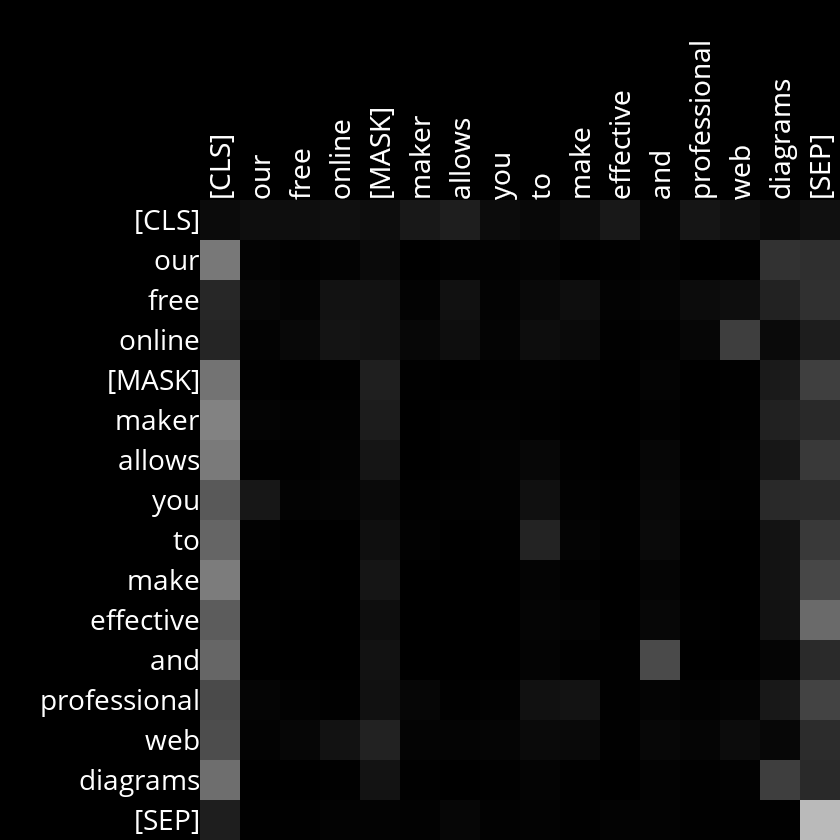 [CLS] our free online [MASK] maker allows you to make effective and professional web diagrams [SEP]
[CLS]
our
free
online
[MASK]
maker
allows
you
to
make
effective
and
professional
web
diagrams
[SEP]